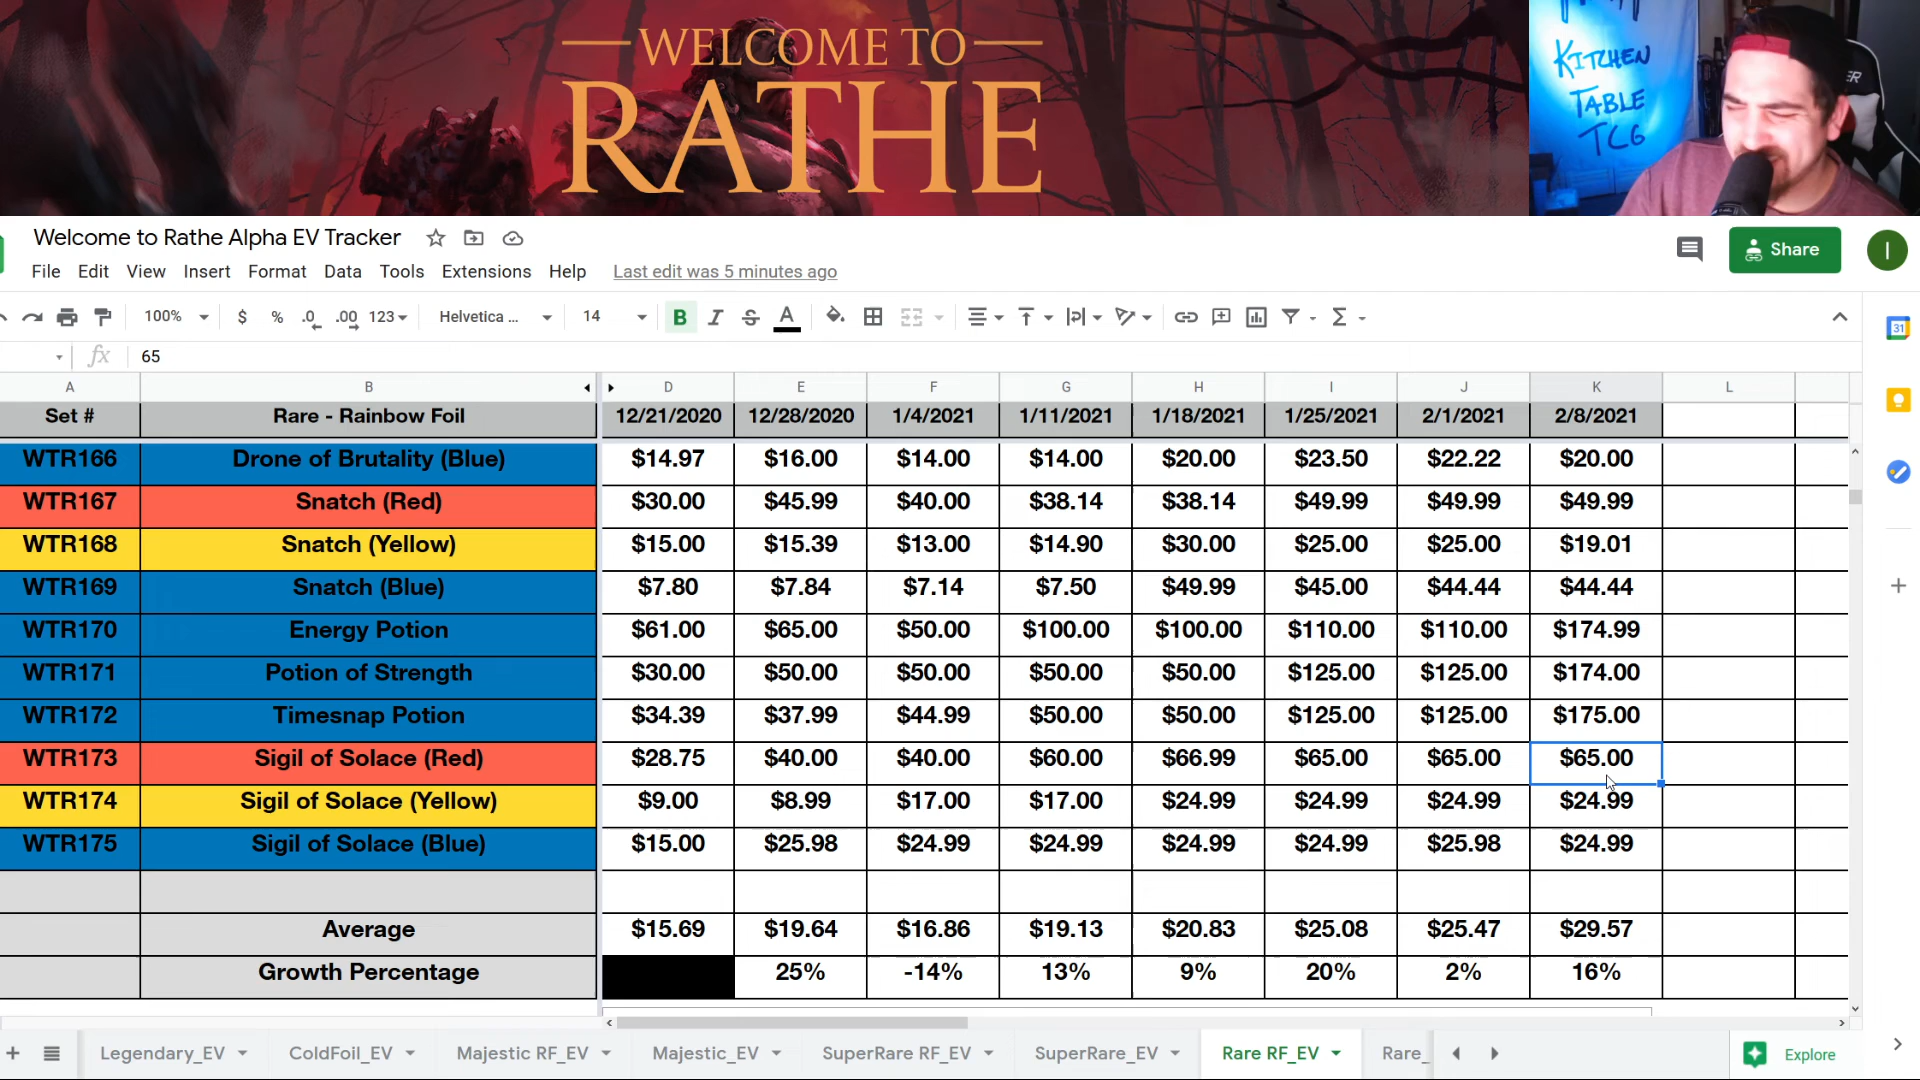 WELCOME TO
RATHE
KITCHEN
TABLE
TCG
Welcome to Rathe Alpha EV Tracker
Share
I
File Edit View Insert Format Data Tools Extensions Help Last edit was 5 minutes ago
100% $ % .0 .00 123 Helvetica ... 14 B I S A
31
fx 65
A B D E F G H I J K L
Set # Rare - Rainbow Foil 12/21/2020 12/28/2020 1/4/2021 1/11/2021 1/18/2021 1/25/2021 2/1/2021 2/8/2021
WTR166 Drone of Brutality (Blue) $14.97 $16.00 $14.00 $14.00 $20.00 $23.50 $22.22 $20.00
WTR167 Snatch (Red) $30.00 $45.99 $40.00 $38.14 $38.14 $49.99 $49.99 $49.99
WTR168 Snatch (Yellow) $15.00 $15.39 $13.00 $14.90 $30.00 $25.00 $25.00 $19.01
WTR169 Snatch (Blue) $7.80 $7.84 $7.14 $7.50 $49.99 $45.00 $44.44 $44.44
WTR170 Energy Potion $61.00 $65.00 $50.00 $100.00 $100.00 $110.00 $110.00 $174.99
WTR171 Potion of Strength $30.00 $50.00 $50.00 $50.00 $50.00 $125.00 $125.00 $174.00
WTR172 Timesnap Potion $34.39 $37.99 $44.99 $50.00 $50.00 $125.00 $125.00 $175.00
WTR173 Sigil of Solace (Red) $28.75 $40.00 $40.00 $60.00 $66.99 $65.00 $65.00 $65.00
WTR174 Sigil of Solace (Yellow) $9.00 $8.99 $17.00 $17.00 $24.99 $24.99 $24.99 $24.99
WTR175 Sigil of Solace (Blue) $15.00 $25.98 $24.99 $24.99 $24.99 $24.99 $25.98 $24.99
Average $15.69 $19.64 $16.86 $19.13 $20.83 $25.08 $25.47 $29.57
Growth Percentage 25% -14% 13% 9% 20% 2% 16%
Legendary_EV ColdFoil_EV Majestic RF_EV Majestic_EV SuperRare RF_EV SuperRare_EV Rare RF_EV Rare_ Explore